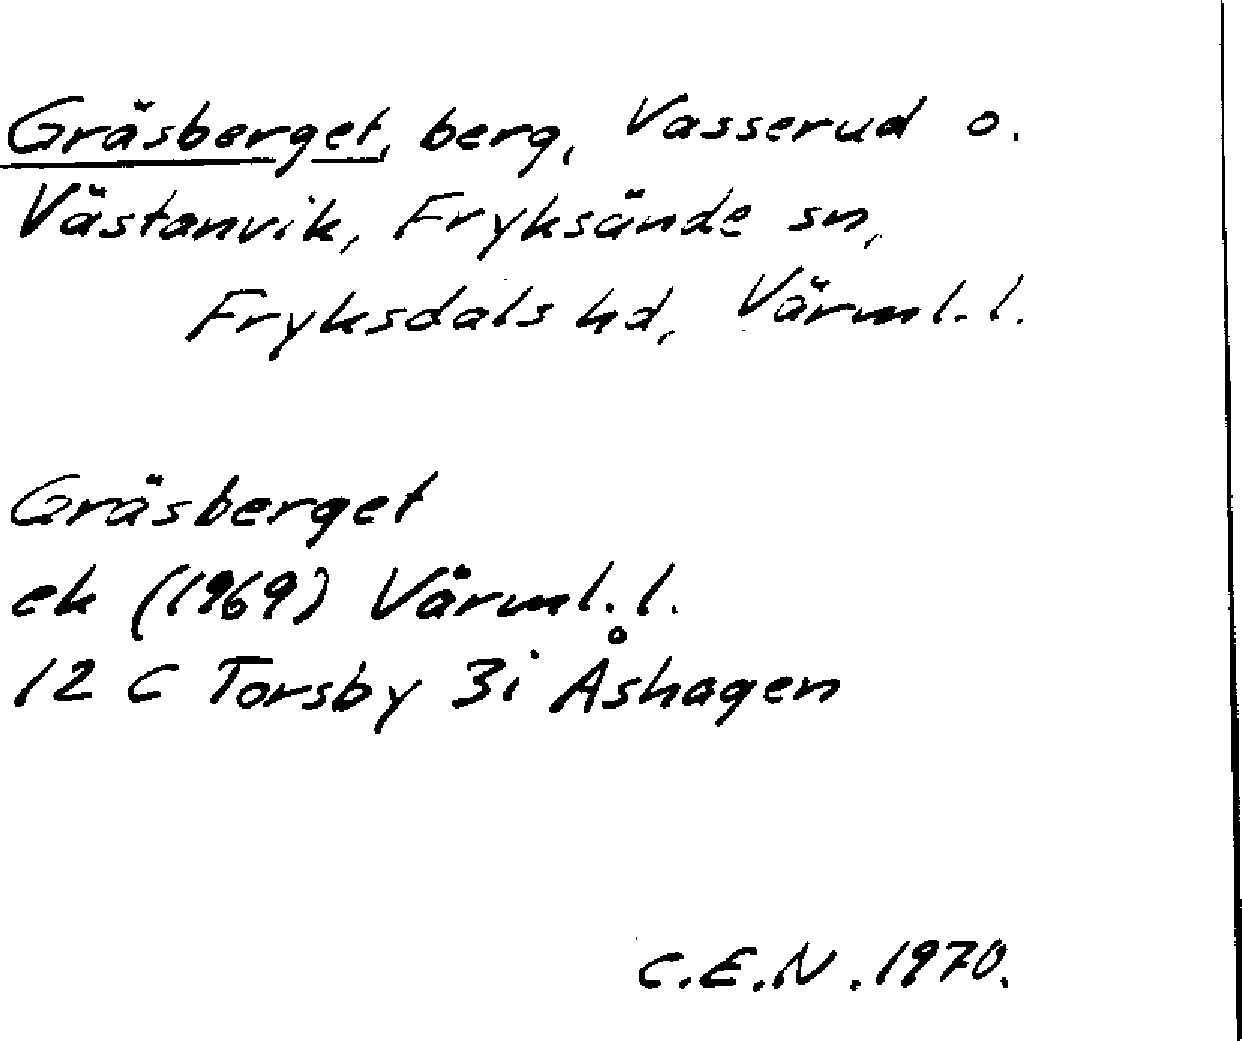 Gräsberget, berg, Vasserud o.
Västanvik, Fryksände sn,
Fryksdals hd, Värml. l.
Gräsberget
ek (1969) Värml. l.
12 C Torsby 3i Åshagen
C.E.N. 1970.